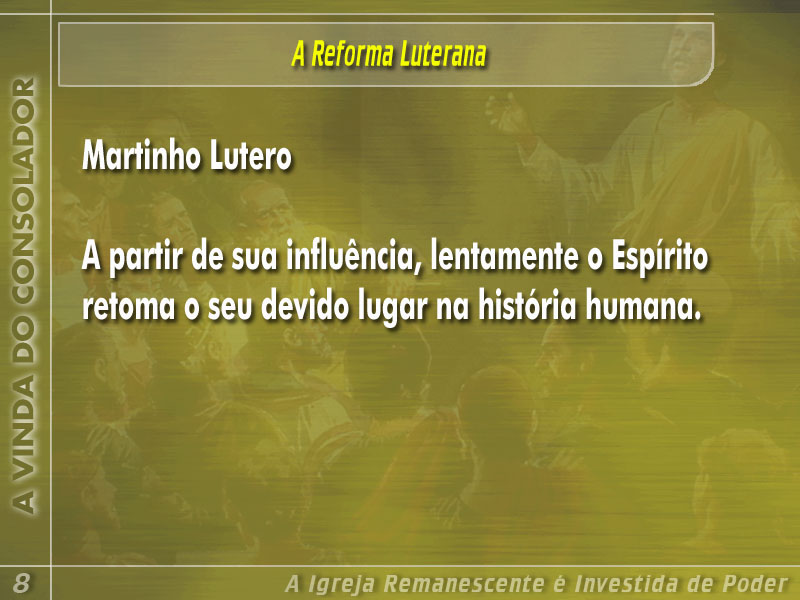 A Reforma Luterana
A VINDA DO CONSOLADOR
Martinho Lutero
A partir de sua influência, lentamente o Espírito
retoma o seu devido lugar na história humana.
8
A Igreja Remanescente é Investida de Poder